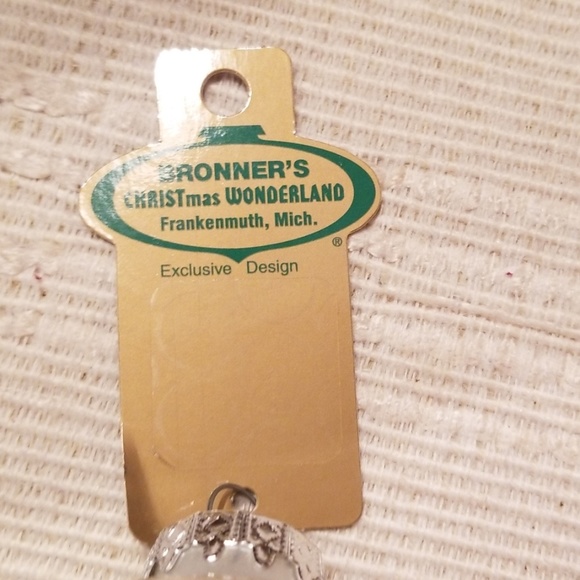 BRONNER'S
CHRISTmas WONDERLAND
Frankenmuth, Mich.
®
Exclusive Design